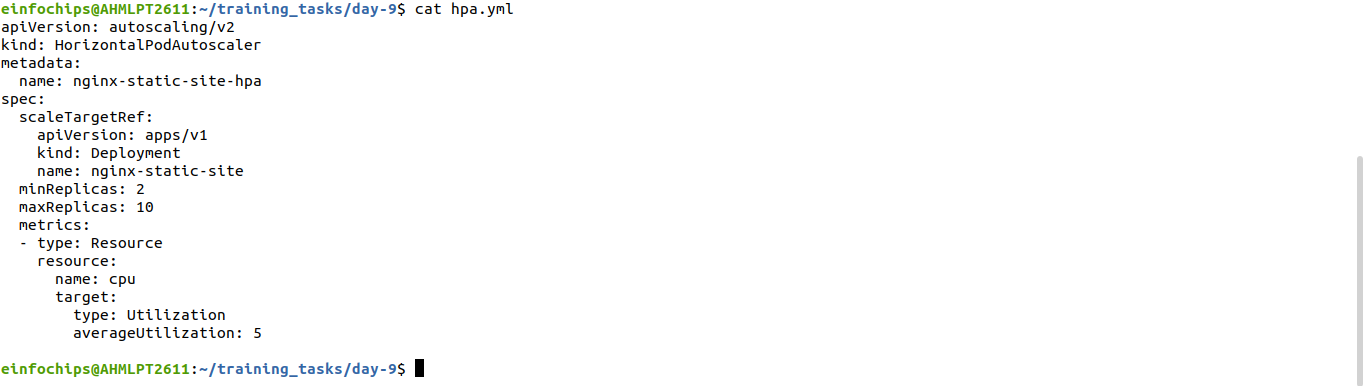 einfochips@AHMLPT2611:~/training_tasks/day-9$ cat hpa.yml
apiVersion: autoscaling/v2
kind: HorizontalPodAutoscaler
metadata:
  name: nginx-static-site-hpa
spec:
  scaleTargetRef:
    apiVersion: apps/v1
    kind: Deployment
    name: nginx-static-site
  minReplicas: 2
  maxReplicas: 10
  metrics:
  - type: Resource
    resource:
      name: cpu
      target:
        type: Utilization
        averageUtilization: 5

einfochips@AHMLPT2611:~/training_tasks/day-9$